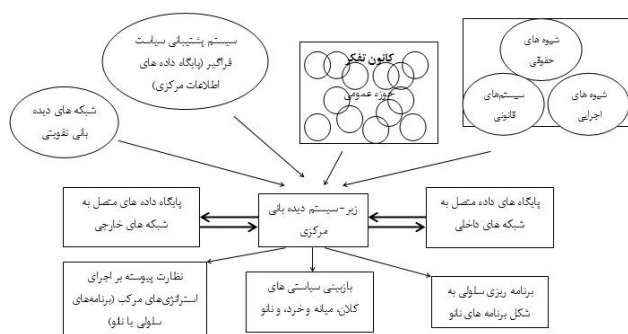 شیوه های
حقوقی
سیستم‌های
قانونی
شیوه های
اجرایی
کانون تفکر
حوزه عمومی
سیستم پشتیبانی سیاست
فراگیر (پایگاه داده های
اطلاعات مرکزی)
شبکه های دیده
بانی تقویتی
پایگاه داده های متصل به
شبکه های خارجی
زیر-سیستم دیده بانی
مرکزی
پایگاه های داده متصل به
شبکه های داخلی
نظارت پیوسته بر اجرای
استراتژی‌های مرکب (برنامه‌های
سلولی یا نانو)
بازبینی سیاستی های
کلان، میانه و خرد، و نانو
برنامه ریزی سلولی به
شکل برنامه های نانو